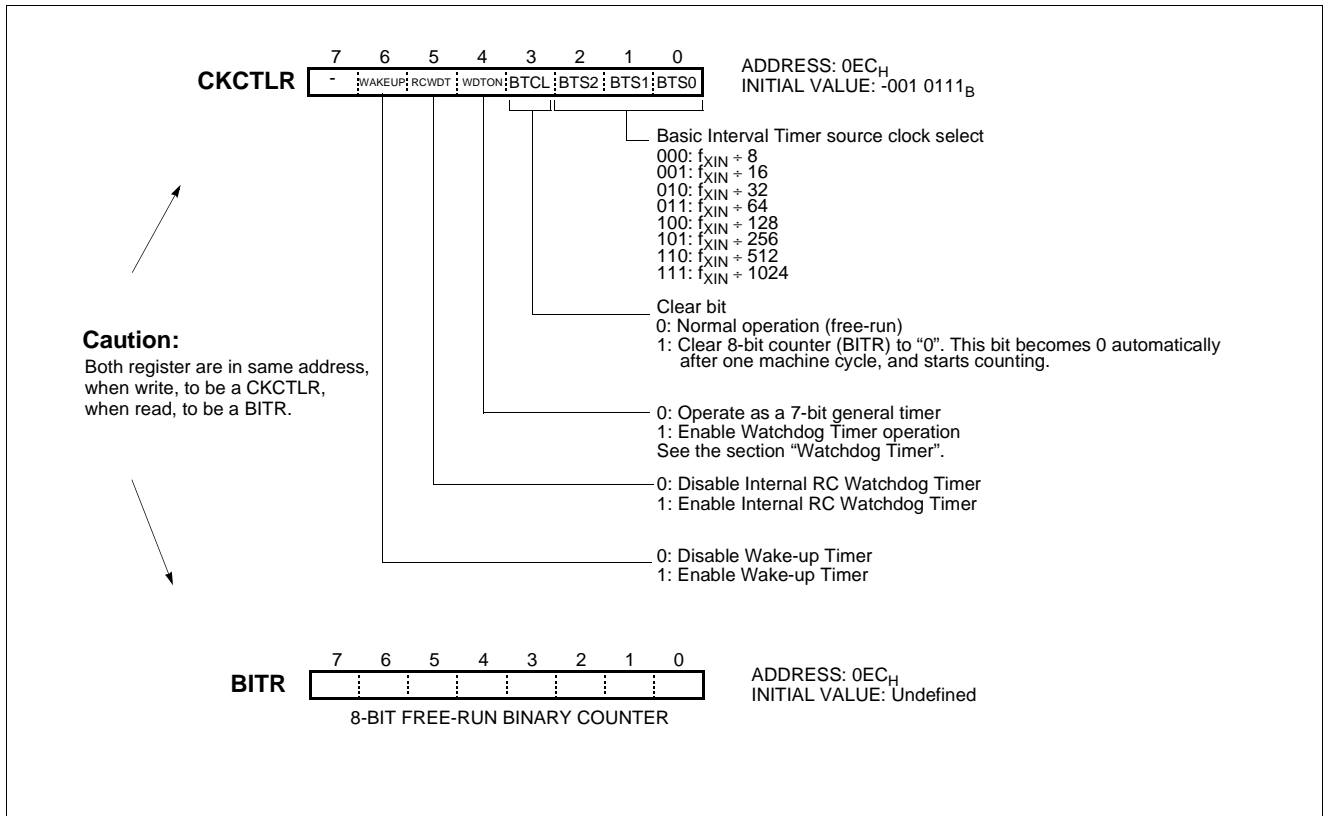 7 6 5 4 3 2 1 0
CKCTLR - WAKEUP RCWDT WDTON BTCL BTS2 BTS1 BTS0
ADDRESS: 0ECH
INITIAL VALUE: -001 0111B
Basic Interval Timer source clock select
000: fXIN ÷ 8
001: fXIN ÷ 16
010: fXIN ÷ 32
011: fXIN ÷ 64
100: fXIN ÷ 128
101: fXIN ÷ 256
110: fXIN ÷ 512
111: fXIN ÷ 1024
Clear bit
0: Normal operation (free-run)
1: Clear 8-bit counter (BITR) to “0”. This bit becomes 0 automatically
after one machine cycle, and starts counting.
Caution:
Both register are in same address,
when write, to be a CKCTLR,
when read, to be a BITR.
0: Operate as a 7-bit general timer
1: Enable Watchdog Timer operation
See the section “Watchdog Timer”.
0: Disable Internal RC Watchdog Timer
1: Enable Internal RC Watchdog Timer
0: Disable Wake-up Timer
1: Enable Wake-up Timer
7 6 5 4 3 2 1 0
BITR
ADDRESS: 0ECH
INITIAL VALUE: Undefined
8-BIT FREE-RUN BINARY COUNTER